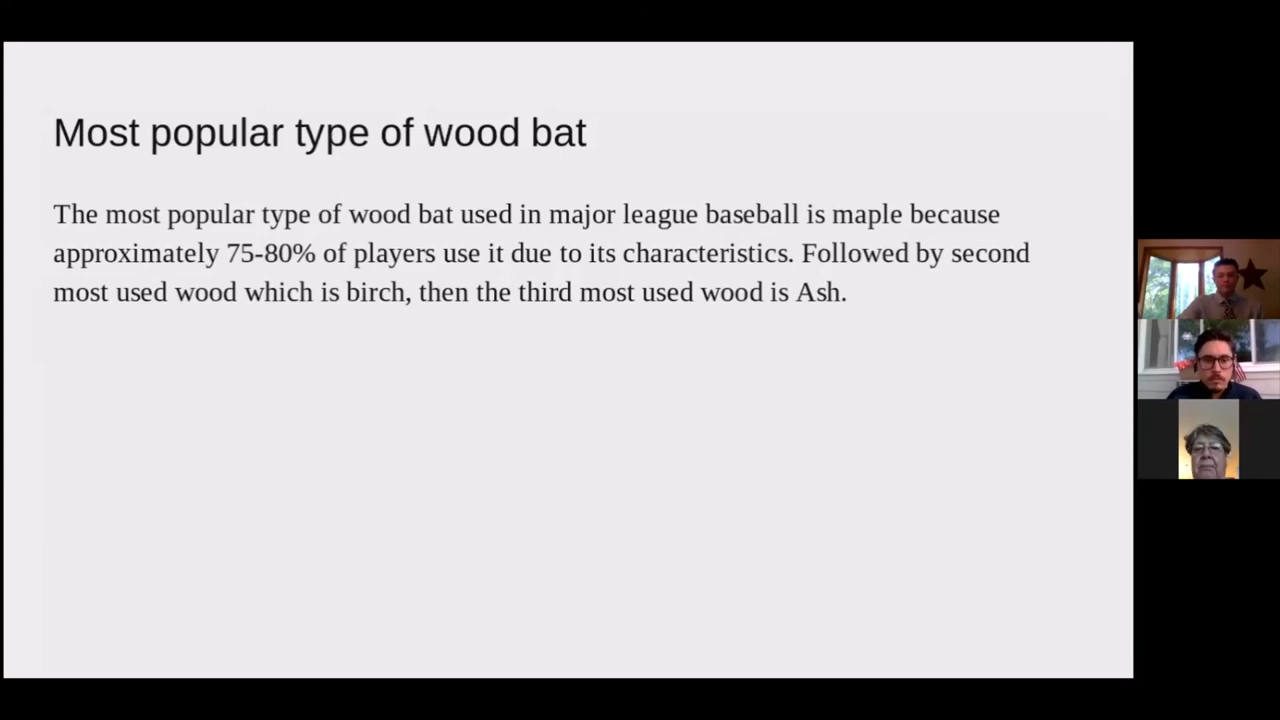 Most popular type of wood bat
The most popular type of wood bat used in major league baseball is maple because
approximately 75-80% of players use it due to its characteristics. Followed by second
most used wood which is birch, then the third most used wood is Ash.